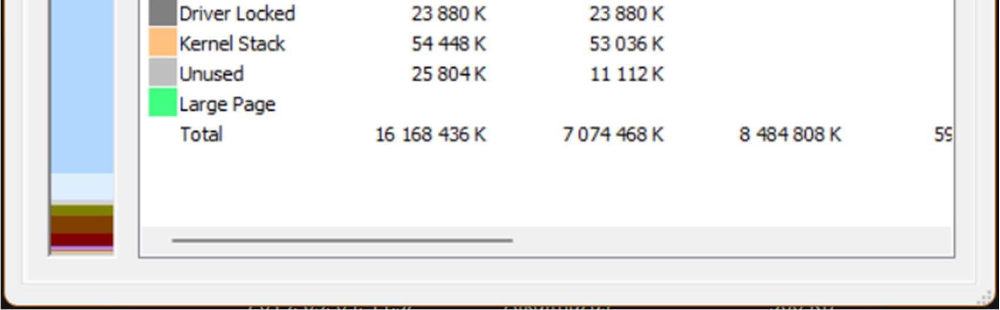 Driver Locked 23 880 K 23 880 K
Kernel Stack 54 448 K 53 036 K
Unused 25 804 K 11 112 K
Large Page
Total 16 168 436 K 7 074 468 K 8 484 808 K 59